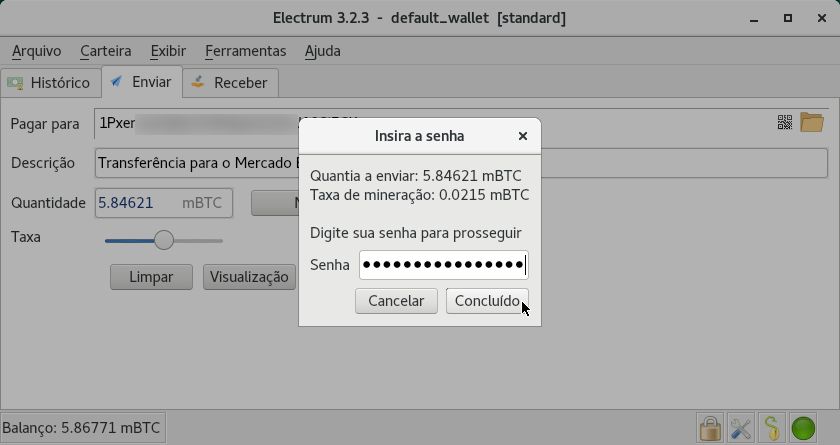 Electrum 3.2.3 - default_wallet [standard]
Arquivo Carteira Exibir Ferramentas Ajuda
Histórico Enviar Receber
Pagar para 1Pxer
Insira a senha
Descrição Transferência para o Mercado
Quantia a enviar: 5.84621 mBTC
Taxa de mineração: 0.0215 mBTC
Quantidade 5.84621 mBTC
Taxa
Digite sua senha para prosseguir
Senha
Limpar Visualização
Cancelar Concluído
Balanço: 5.86771 mBTC